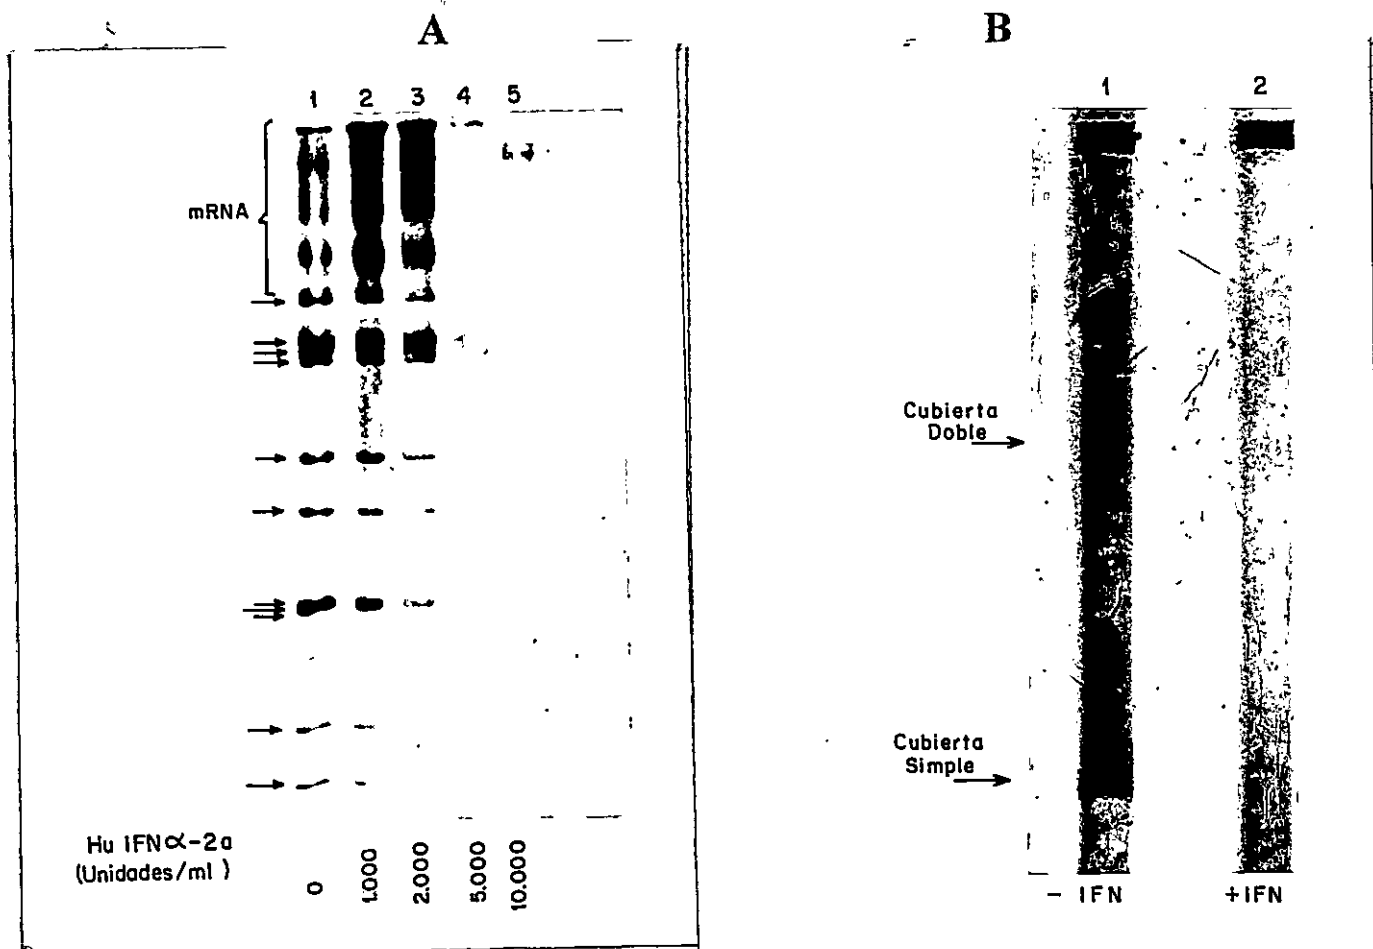 A
1 2 3 4 5
mRNA
Hu IFN∝-2a
(Unidades/ml )
0 1.000 2.000 5.000 10.000
B
1 2
Cubierta
Doble
Cubierta
Simple
- IFN +IFN